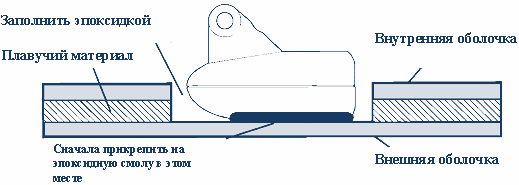 Заполнить эпоксидкой
Плавучий материал
Внутренняя оболочка
Сначала прикрепить на
эпоксидную смолу в этом
месте
Внешняя оболочка